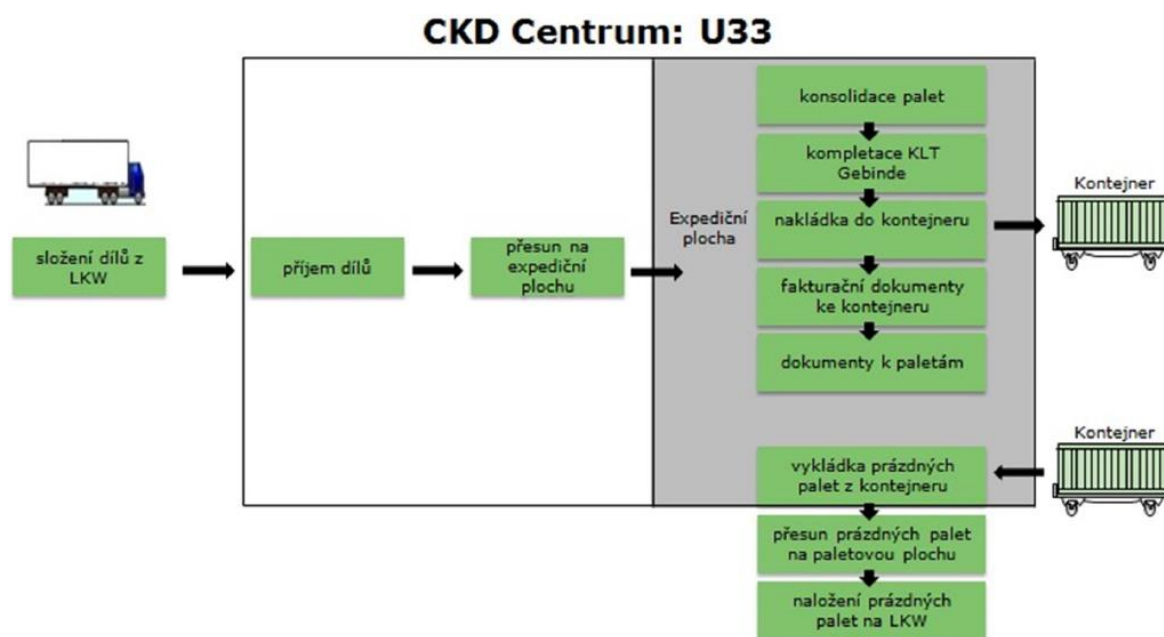 CKD Centrum: U33
složení dílů z
LKW
příjem dílů
přesun na
expediční
plochu
Expediční
plocha
konsolidace palet
kompletace KLT
Gebinde
nakládka do kontejneru
fakturační dokumenty
ke kontejneru
dokumenty k paletám
Kontejner
Kontejner
vykládka prázdných
palet z kontejneru
přesun prázdných palet
na paletovou plochu
naložení prázdných
palet na LKW